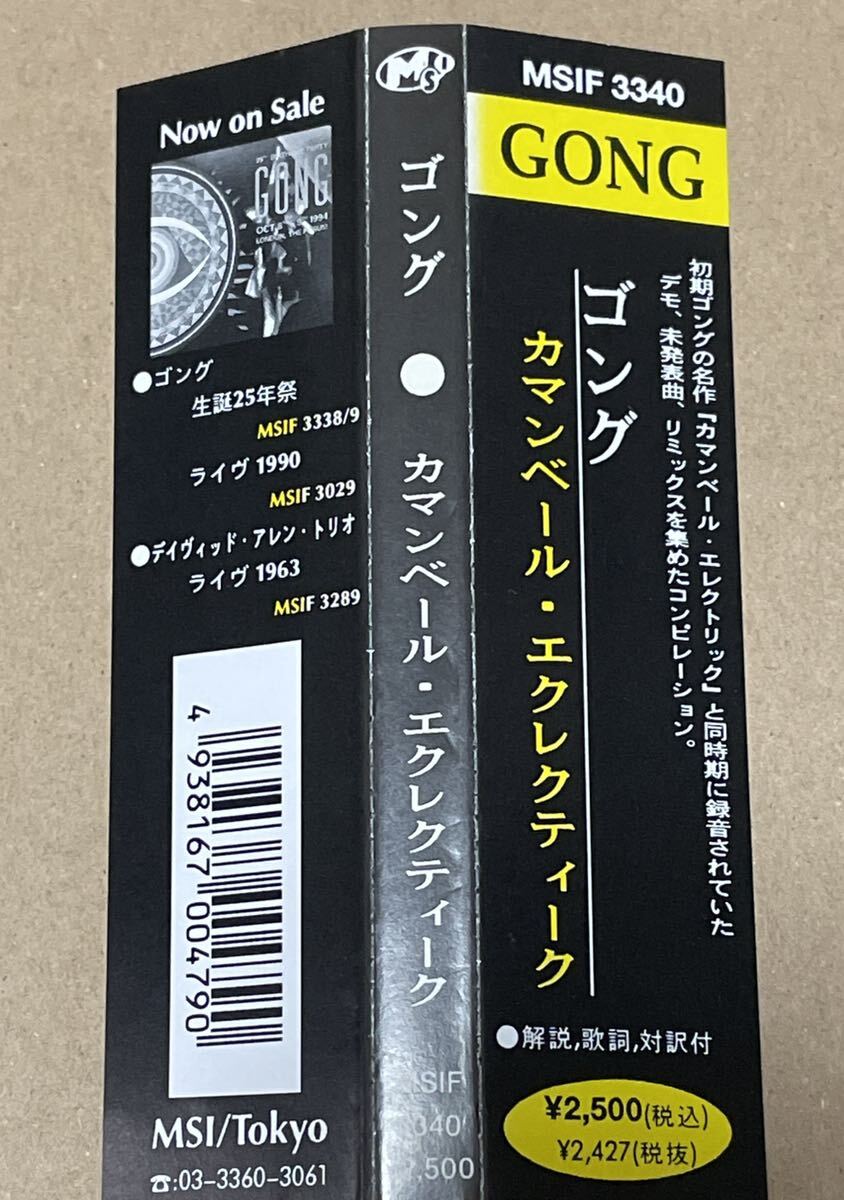 MSIF 3340
GONG
初期ゴングの名作『カマンベール・エレクトリック』と同時期に録音されていた
デモ、未発表曲、リミックスを集めたコンピレーション。
ゴング
カマンベール・エクレクティーク
●解説,歌詞,対訳付
¥2,500(税込)
¥2,427(税抜)
MSI
ゴング ● カマンベール・エクレクティーク
MSIF
3340
,500
Now on Sale
GONG
OCT. 8 1994
●ゴング
生誕25年祭
MSIF 3338/9
ライヴ 1990
MSIF 3029
●デイヴィッド・アレン・トリオ
ライヴ 1963
MSIF 3289
4 938167 004790
MSI/Tokyo
☎:03-3360-3061